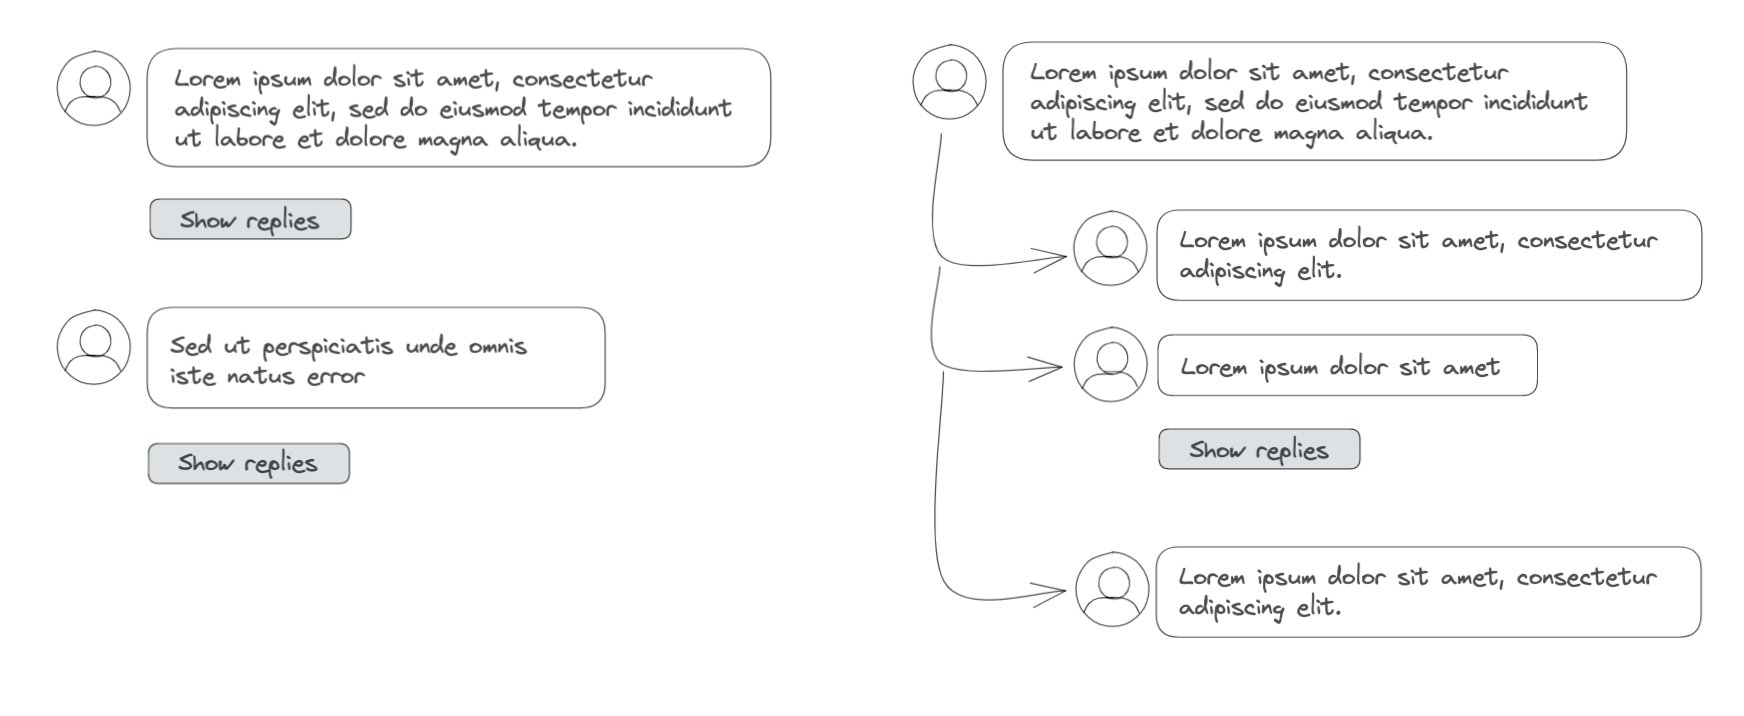 Lorem ipsum dolor sit amet, consectetur
adipiscing elit, sed do eiusmod tempor incididunt
ut labore et dolore magna aliqua.
Show replies
Sed ut perspiciatis unde omnis
iste natus error
Show replies
Lorem ipsum dolor sit amet, consectetur
adipiscing elit, sed do eiusmod tempor incididunt
ut labore et dolore magna aliqua.
Lorem ipsum dolor sit amet, consectetur
adipiscing elit.
Lorem ipsum dolor sit amet
Show replies
Lorem ipsum dolor sit amet, consectetur
adipiscing elit.